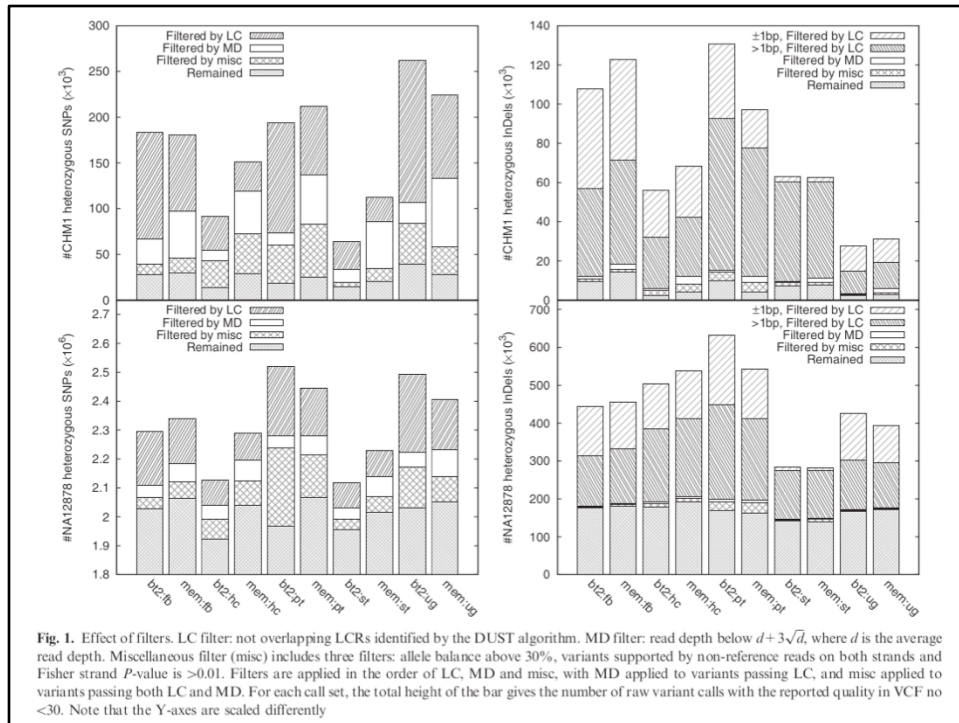 300
250
200
150
100
50
0
#CHM1 heterozygous SNPs (×10³)
Filtered by LC
Filtered by MD
Filtered by misc
Remained
140
120
100
80
60
40
20
0
#CHM1 heterozygous InDels (×10³)
±1bp, Filtered by LC
>1bp, Filtered by LC
Filtered by MD
Filtered by misc
Remained
2.7
2.6
2.5
2.4
2.3
2.2
2.1
2
1.9
1.8
#NA12878 heterozygous SNPs (×10⁶)
Filtered by LC
Filtered by MD
Filtered by misc
Remained
bt2:fb
mem:fb
bt2:hc
mem:hc
bt2:pt
mem:pt
bt2:st
mem:st
bt2:ug
mem:ug
700
600
500
400
300
200
100
0
#NA12878 heterozygous InDels (×10³)
±1bp, Filtered by LC
>1bp, Filtered by LC
Filtered by MD
Filtered by misc
Remained
bt2:fb
mem:fb
bt2:hc
mem:hc
bt2:pt
mem:pt
bt2:st
mem:st
bt2:ug
mem:ug
Fig. 1. Effect of filters. LC filter: not overlapping LCRs identified by the DUST algorithm. MD filter: read depth below d+3√d, where d is the average
read depth. Miscellaneous filter (misc) includes three filters: allele balance above 30%, variants supported by non-reference reads on both strands and
Fisher strand P-value is >0.01. Filters are applied in the order of LC, MD and misc, with MD applied to variants passing LC, and misc applied to
variants passing both LC and MD. For each call set, the total height of the bar gives the number of raw variant calls with the reported quality in VCF no
<30. Note that the Y-axes are scaled differently